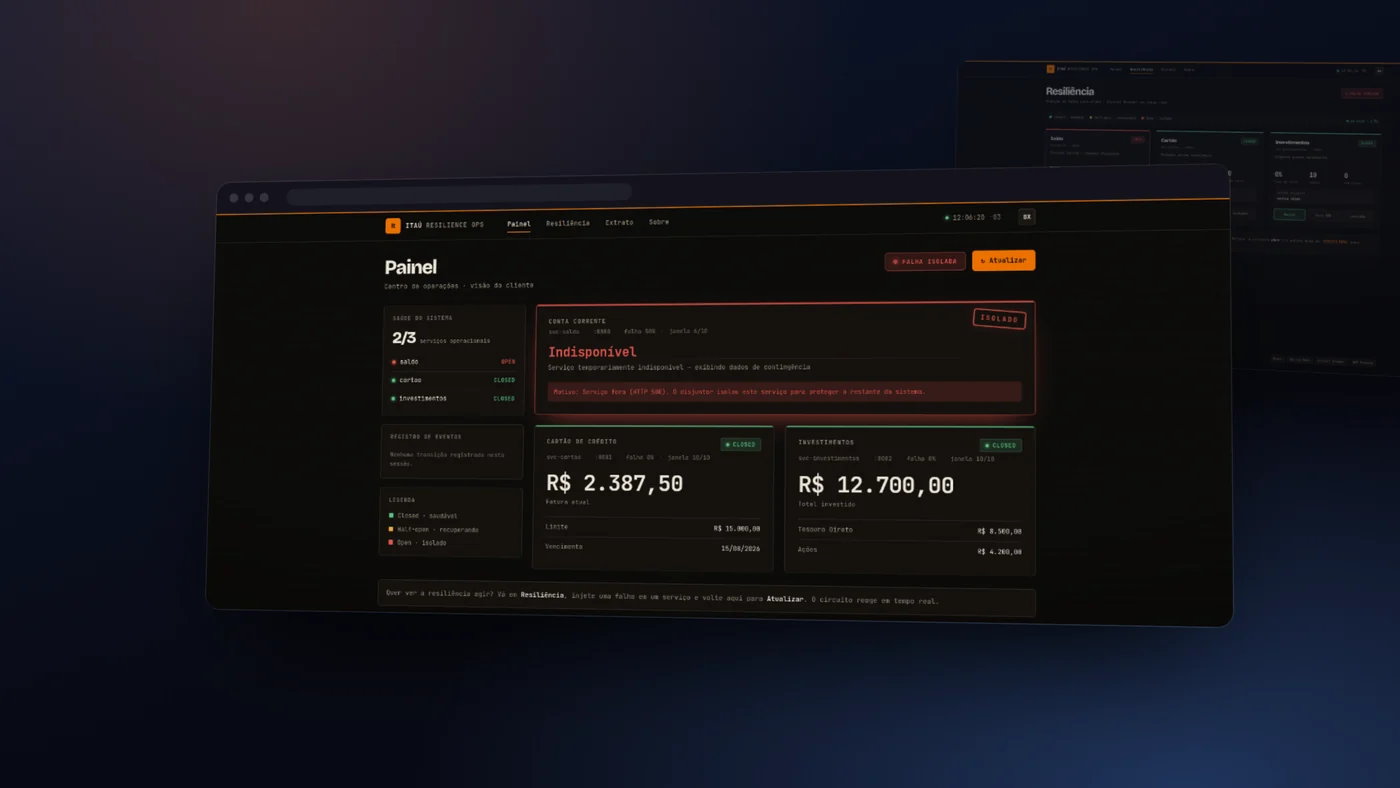 ITAÚ RESILIENCE OPS
Painel
Resiliência
Extrato
Sobre
12:06:20 -03
Painel
Centro de operações · visão do cliente
FALHA ISOLADA
Atualizar
SAÚDE DO SISTEMA
2/3 serviços operacionais
saldo OPEN
cartao CLOSED
investimentos CLOSED
REGISTRO DE EVENTOS
Nenhuma transição registrada nesta
sessão.
LEGENDA
Closed · saudável
Half-open · recuperando
Open · isolado
CONTA CORRENTE
ISOLADO
svc-saldo falha 50% · janela 4/10
Indisponível
Serviço temporariamente indisponível — exibindo dados de contingência
Motivo: Serviço fora (HTTP 500). O disjuntor isolou este serviço para proteger o restante do sistema.
CARTÃO DE CRÉDITO
CLOSED
svc-cartao :8081 falha 0% · janela 10/10
R$ 2.387,50
Fatura atual
Limite R$ 15.000,00
Vencimento 15/08/2026
INVESTIMENTOS
CLOSED
svc-investimentos :8082 falha 0% janela 10/10
R$ 12.700,00
Total investido
Tesouro Direto R$ 8.500,00
Ações R$ 4.200,00
Quer ver a resiliência agir? Vá em Resiliência, injete uma falha em um serviço e volte aqui para Atualizar. O circuito reage em tempo real.
Resiliência
Saldo
Cartão
Investimentos
0% 10 0